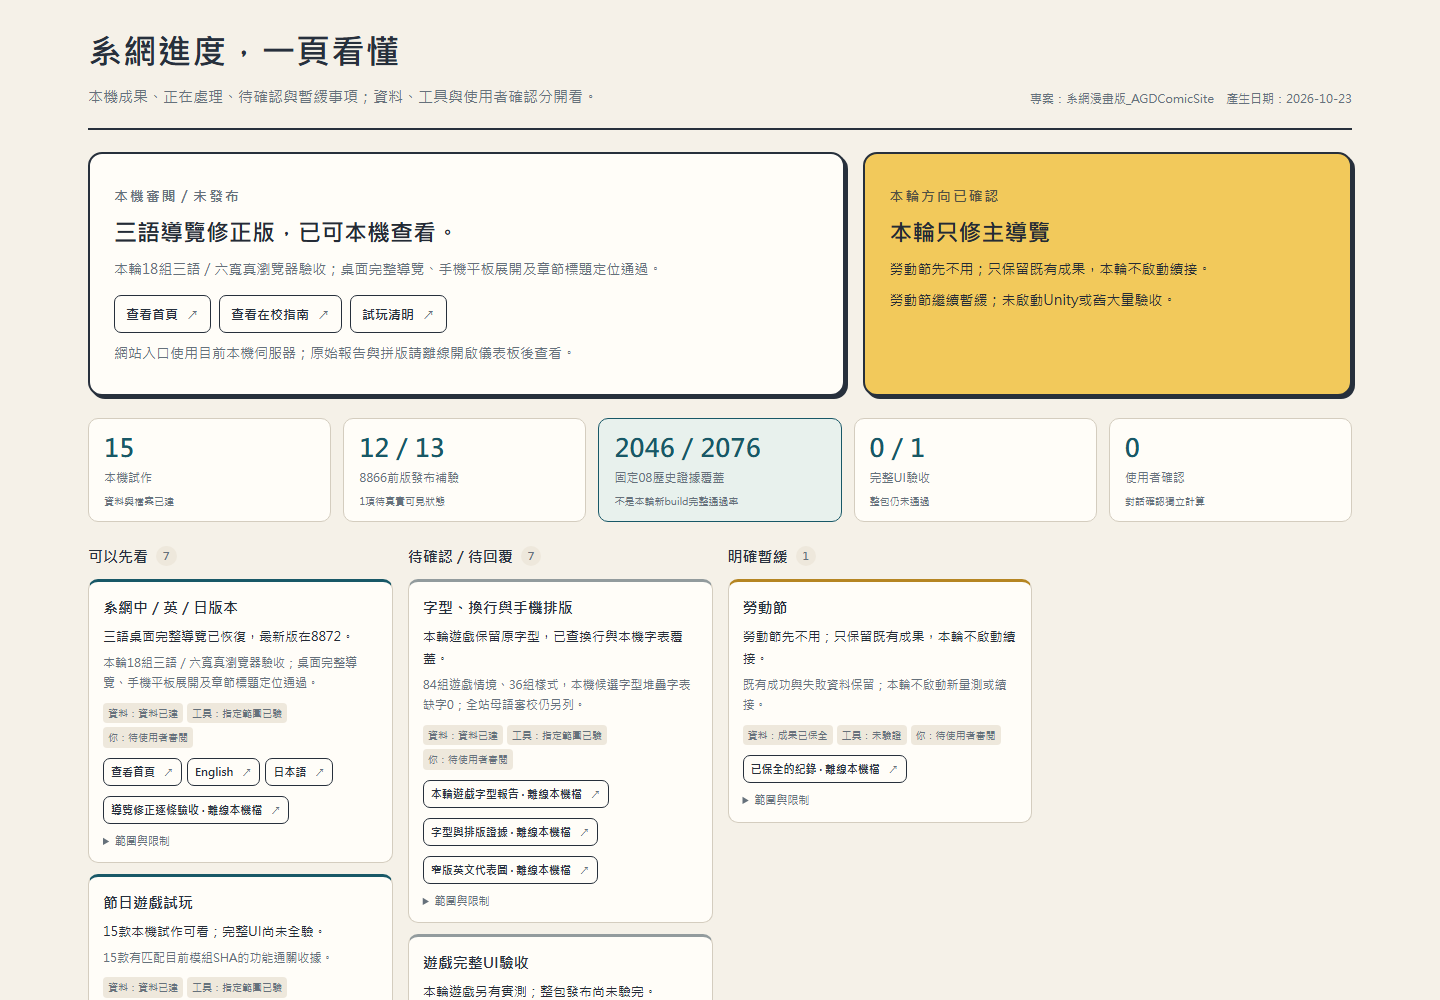 系網進度，一頁看懂
本機成果、正在處理、待確認與暫緩事項；資料、工具與使用者確認分開看。
專案：系網漫畫版_AGDComicSite 產生日期：2026-10-23
本機審閱 / 未發布
三語導覽修正版，已可本機查看。
本輪18組三語 / 六寬真瀏覽器驗收；桌面完整導覽、手機平板展開及章節標題定位通過。
查看首頁 ↗ 查看在校指南 ↗ 試玩清明 ↗
網站入口使用目前本機伺服器；原始報告與拼版請離線開啟儀表板後查看。
本輪方向已確認
本輪只修主導覽
勞動節先不用；只保留既有成果，本輪不啟動續接。
勞動節繼續暫緩；未啟動Unity或舊大量驗收。
15
本機試作
資料與檔案已建
12 / 13
8866前版發布補驗
1項待真實可見狀態
2046 / 2076
固定08歷史證據覆蓋
不是本輪新build完整通過率
0 / 1
完整UI驗收
整包仍未通過
0
使用者確認
對話確認獨立計算
可以先看 7
系網中 / 英 / 日版本
三語桌面完整導覽已恢復，最新版在8872。
本輪18組三語 / 六寬真瀏覽器驗收；桌面完整導
覽、手機平板展開及章節標題定位通過。
資料：資料已建 工具：指定範圍已驗
你：待使用者審閱
查看首頁 ↗ English ↗ 日本語 ↗
導覽修正逐條驗收 · 離線本機檔 ↗
▶ 範圍與限制
節日遊戲試玩
15款本機試作可看；完整UI尚未全驗。
15款有匹配目前模組SHA的功能通關收據。
資料：資料已建 工具：指定範圍已驗
待確認 / 待回覆 7
字型、換行與手機排版
本輪遊戲保留原字型，已查換行與本機字表覆
蓋。
84組遊戲情境、36組樣式，本機候選字型堆疊字表
缺字0；全站母語審校仍另列。
資料：資料已建 工具：指定範圍已驗
你：待使用者審閱
本輪遊戲字型報告 · 離線本機檔 ↗
字型與排版證據 · 離線本機檔 ↗
窄版英文代表圖 · 離線本機檔 ↗
▶ 範圍與限制
遊戲完整UI驗收
本輪遊戲另有實測；整包發布尚未驗完。
明確暫緩 1
勞動節
勞動節先不用；只保留既有成果，本輪不啟動續
接。
既有成功與失敗資料保留；本輪不啟動新量測或續
接。
資料：成果已保全 工具：未驗證 你：待使用者審閱
已保全的紀錄 · 離線本機檔 ↗
▶ 範圍與限制